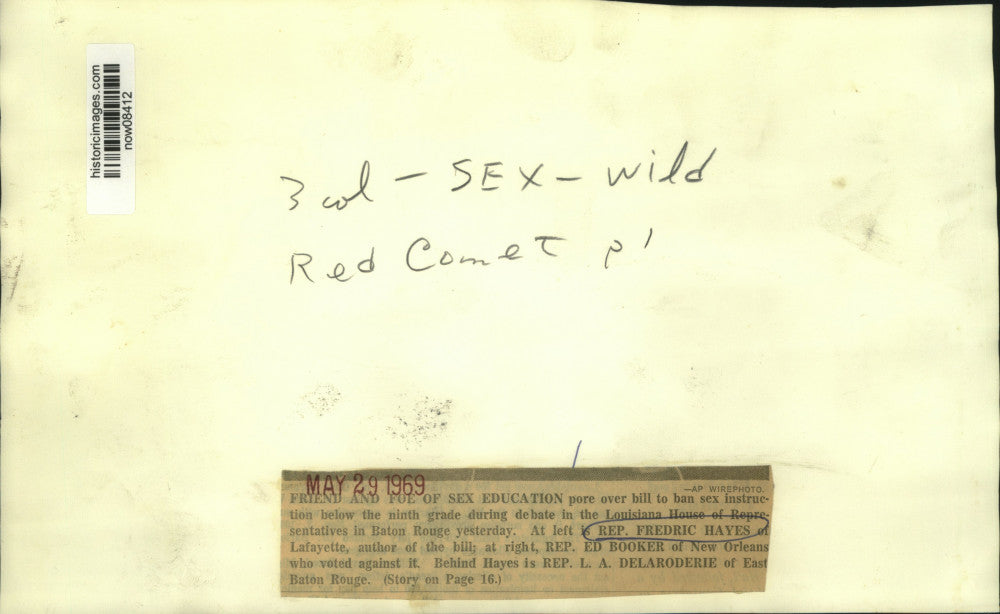 historicimages.com
now08412
3 col - SEX - Wild
Red Comet p1
MAY 29 1969
—AP WIREPHOTO.
FRIEND AND FOE OF SEX EDUCATION pore over bill to ban sex instruc-
tion below the ninth grade during debate in the Louisiana House of Repre-
sentatives in Baton Rouge yesterday. At left is REP. FREDRIC HAYES of
Lafayette, author of the bill; at right, REP. ED BOOKER of New Orleans
who voted against it. Behind Hayes is REP. L. A. DELARODERIE of East
Baton Rouge. (Story on Page 16.)